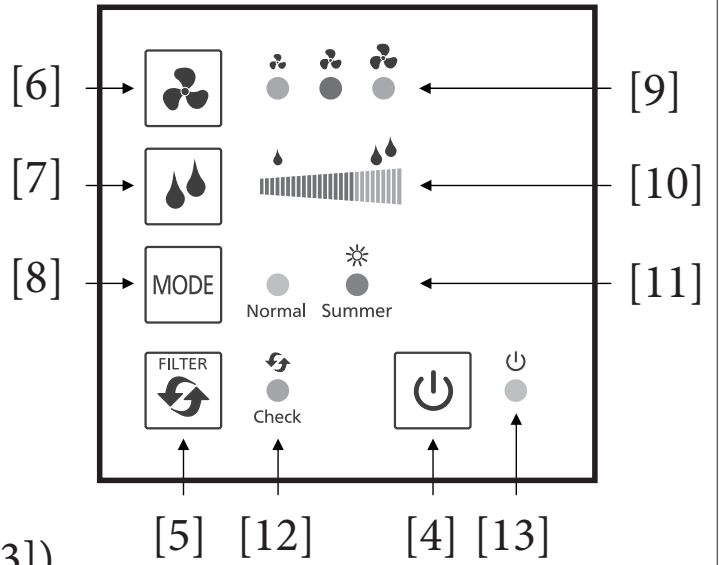 [6]
[9]
[7]
[10]
[8]
MODE
Normal Summer
[11]
FILTER
Check
[5] [12] [4] [13]
3])